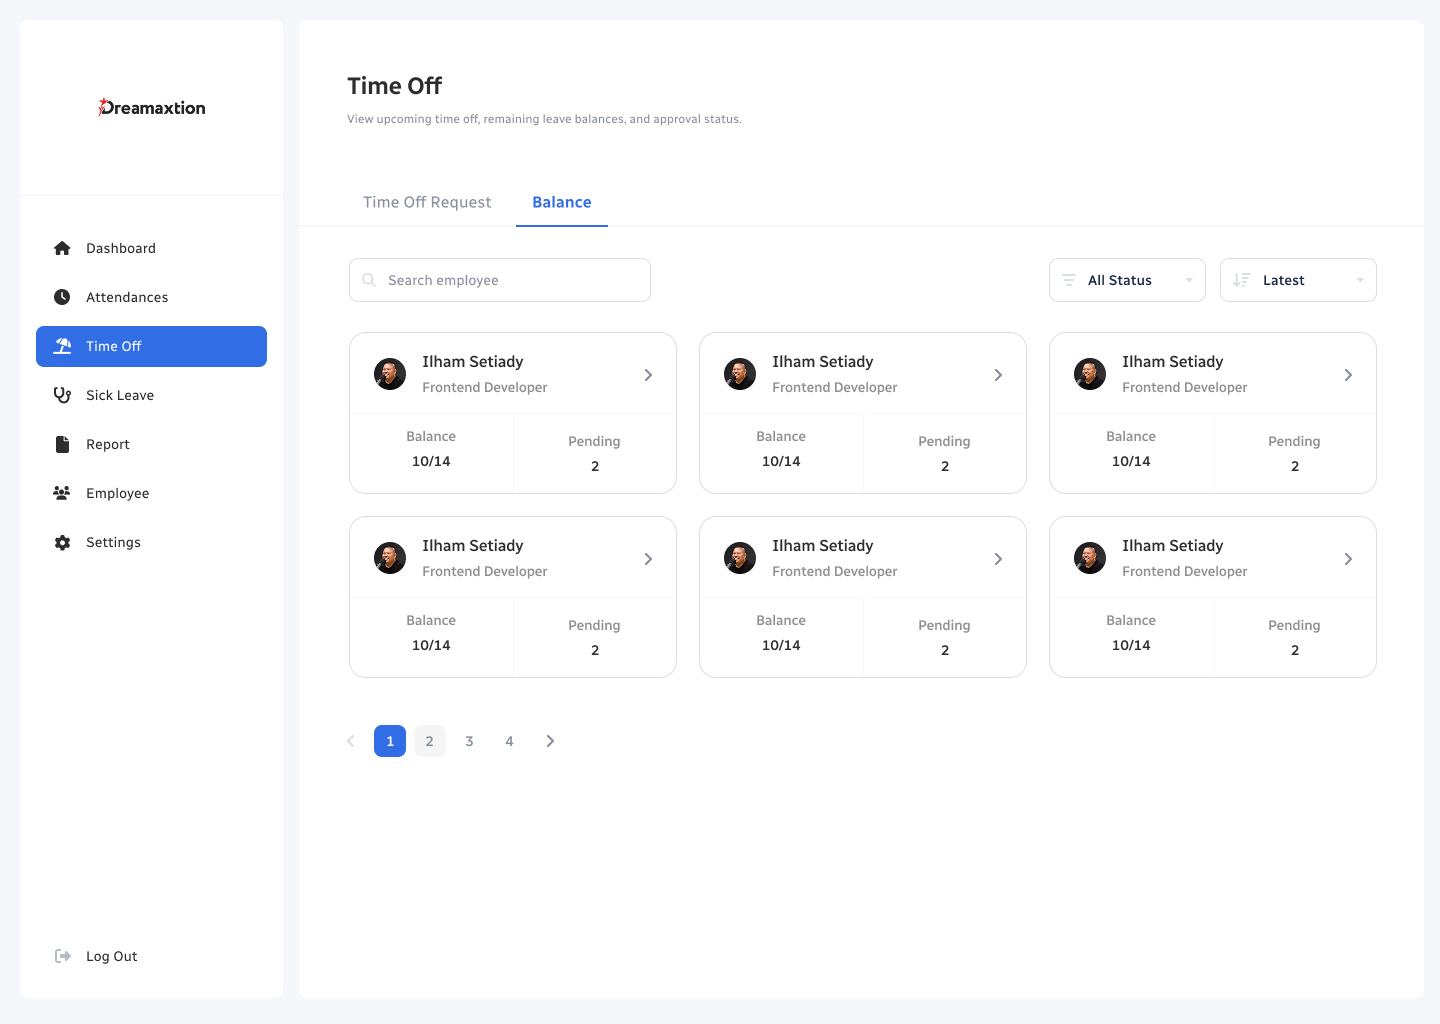 Dreamaxtion
Dashboard
Attendances
Time Off
Sick Leave
Report
Employee
Settings
Log Out
Time Off
View upcoming time off, remaining leave balances, and approval status.
Time Off Request
Balance
Search employee
All Status
Latest
Ilham Setiady
Frontend Developer
Balance
10/14
Pending
2
Ilham Setiady
Frontend Developer
Balance
10/14
Pending
2
Ilham Setiady
Frontend Developer
Balance
10/14
Pending
2
Ilham Setiady
Frontend Developer
Balance
10/14
Pending
2
Ilham Setiady
Frontend Developer
Balance
10/14
Pending
2
Ilham Setiady
Frontend Developer
Balance
10/14
Pending
2
1 2 3 4